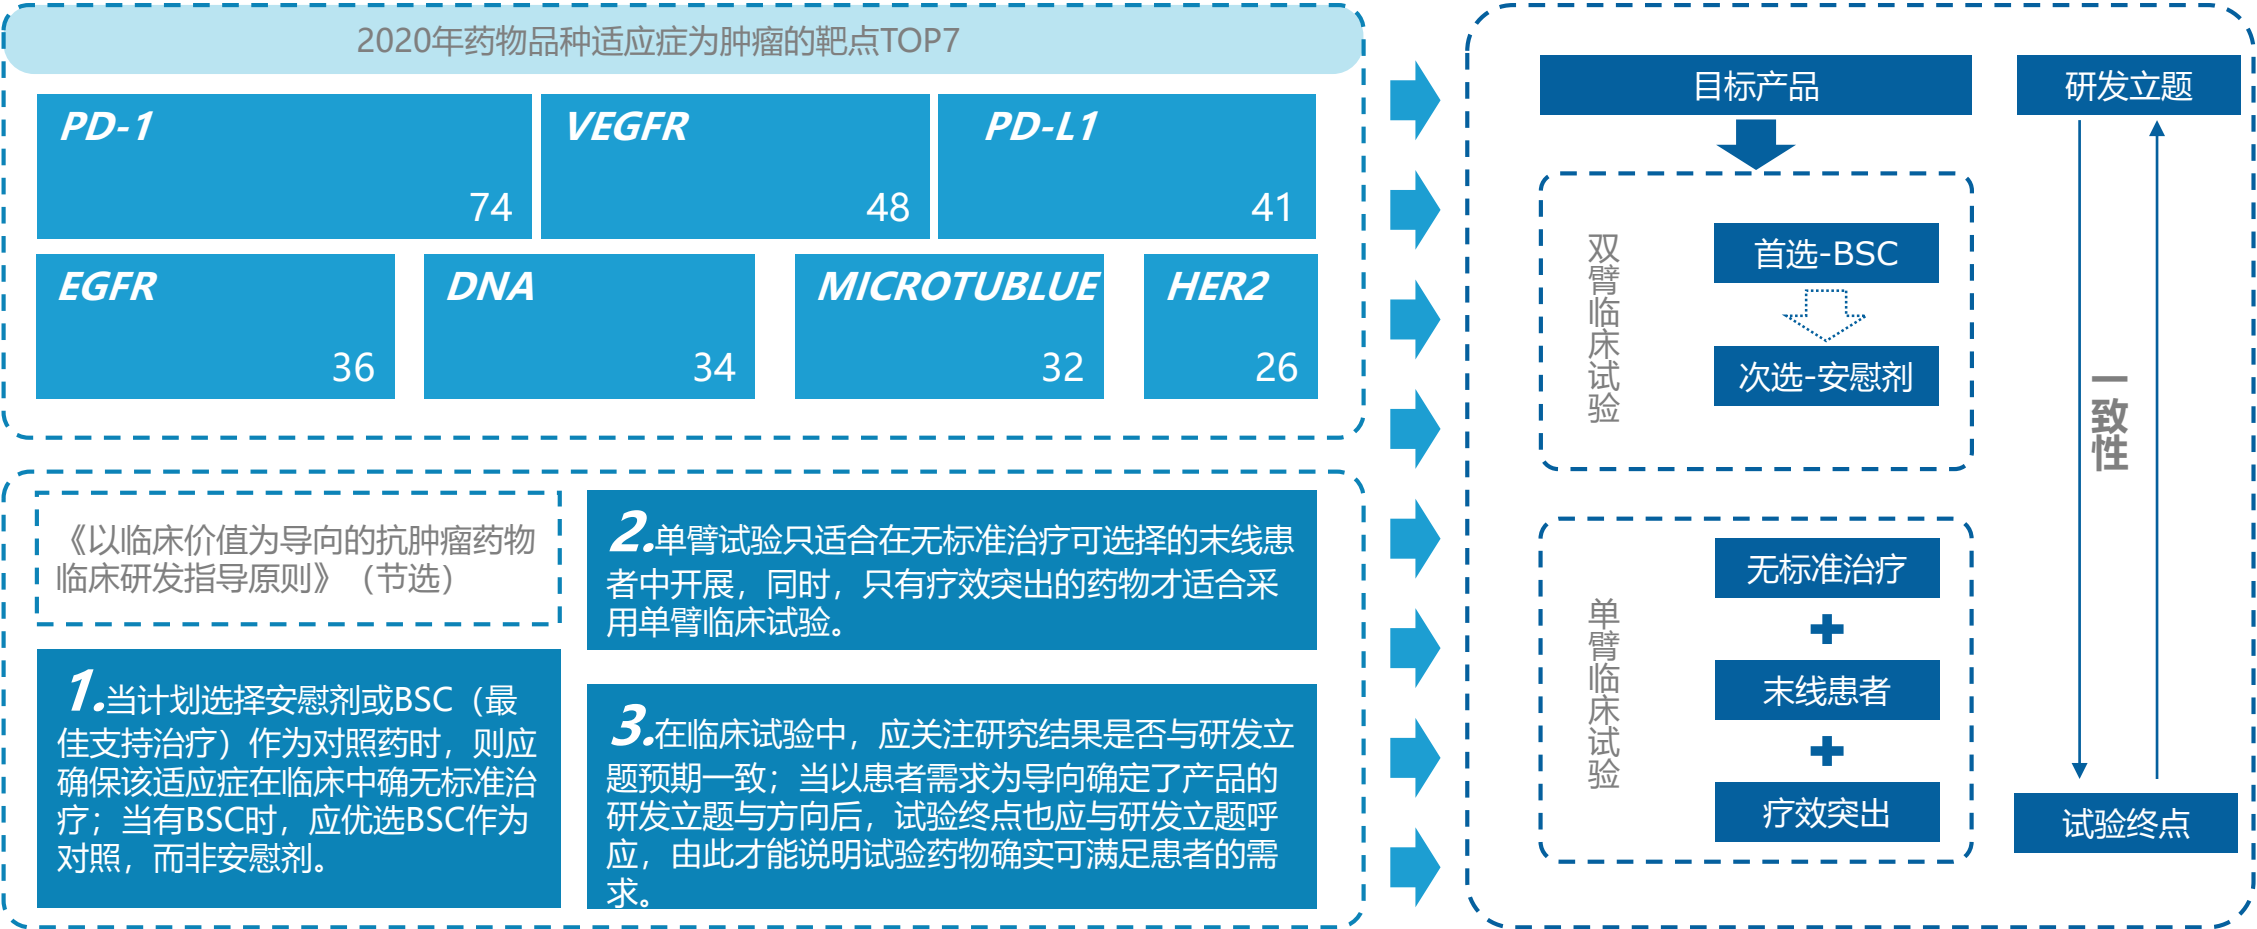 2020年药物品种适应症为肿瘤的靶点TOP7
PD-1
74
VEGFR
48
PD-L1
41
EGFR
36
DNA
34
MICROTUBLUE
32
HER2
26
《以临床价值为导向的抗肿瘤药物
临床研发指导原则》（节选）
1.当计划选择安慰剂或BSC（最
佳支持治疗）作为对照药时，则应
确保该适应症在临床中确无标准治
疗；当有BSC时，应优选BSC作为
对照，而非安慰剂。
2.单臂试验只适合在无标准治疗可选择的末线患
者中开展，同时，只有疗效突出的药物才适合采
用单臂临床试验。
3.在临床试验中，应关注研究结果是否与研发立
题预期一致；当以患者需求为导向确定了产品的
研发立题与方向后，试验终点也应与研发立题呼
应，由此才能说明试验药物确实可满足患者的需
求。
目标产品
双臂临床试验
首选-BSC
次选-安慰剂
单臂临床试验
无标准治疗
末线患者
疗效突出
研发立题
一致性
试验终点